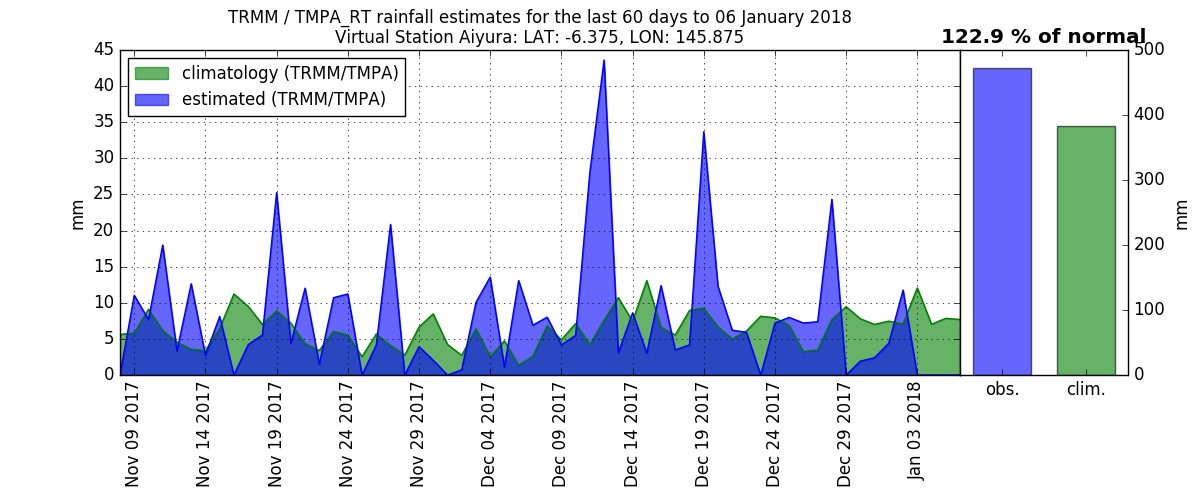 TRMM / TMPA_RT rainfall estimates for the last 60 days to 06 January 2018
Virtual Station Aiyura: LAT: -6.375, LON: 145.875
122.9 % of normal
climatology (TRMM/TMPA)
estimated (TRMM/TMPA)
mm
45
40
35
30
25
20
15
10
5
0
Nov 09 2017
Nov 14 2017
Nov 19 2017
Nov 24 2017
Nov 29 2017
Dec 04 2017
Dec 09 2017
Dec 14 2017
Dec 19 2017
Dec 24 2017
Dec 29 2017
Jan 03 2018
obs.
clim.
500
400
300
200
100
0
mm